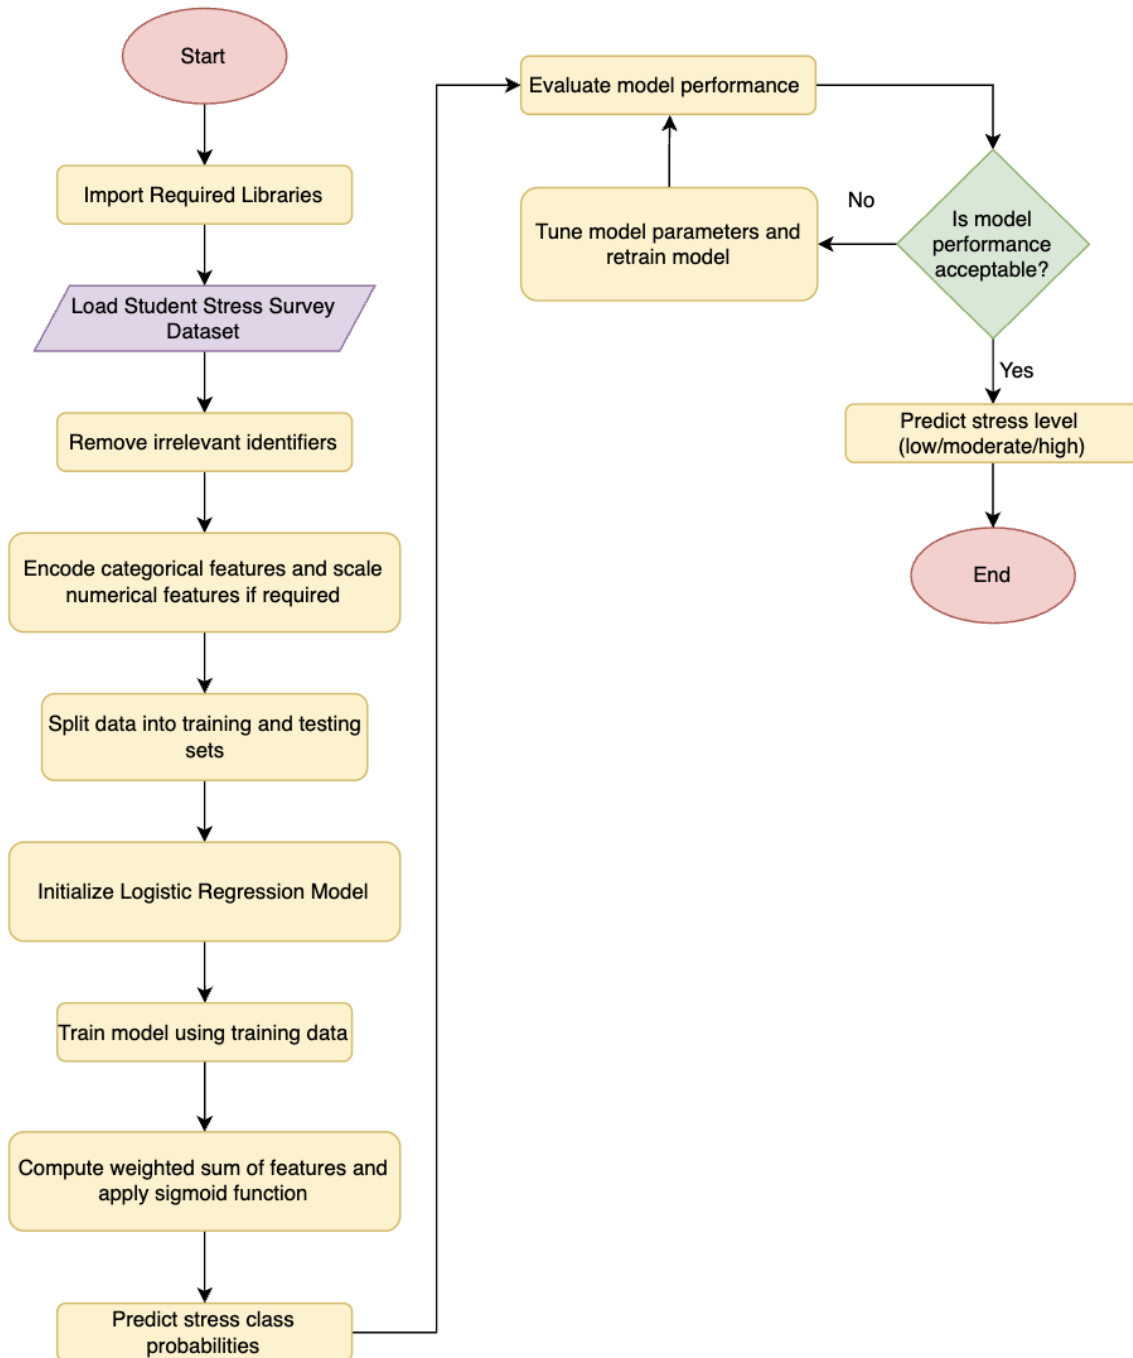 Start
Import Required Libraries
Load Student Stress Survey
Dataset
Remove irrelevant identifiers
Encode categorical features and scale
numerical features if required
Split data into training and testing
sets
Initialize Logistic Regression Model
Train model using training data
Compute weighted sum of features and
apply sigmoid function
Predict stress class
probabilities
Evaluate model performance
Is model
performance
acceptable?
No
Tune model parameters and
retrain model
Yes
Predict stress level
(low/moderate/high)
End